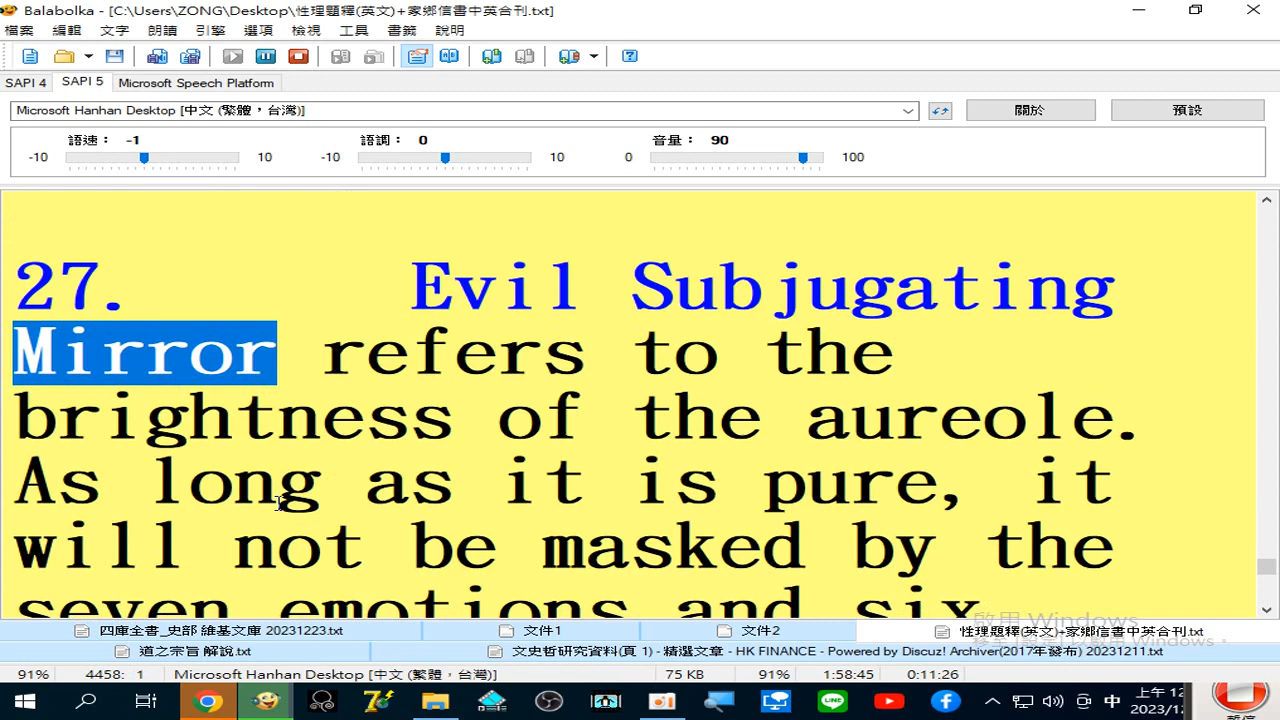 Balabolka - [C:\Users\ZONG\Desktop\性理題釋(英文)+家鄉信書中英合刊.txt]
檔案 編輯 文字 朗讀 引擎 選項 檢視 工具 書籤 說明
SAPI 4 SAPI 5 Microsoft Speech Platform
Microsoft Hanhan Desktop [中文 (繁體，台灣)] 關於 預設
語速： -1 語調： 0 音量： 90
-10 10 -10 10 0 100
27. Evil Subjugating
Mirror refers to the
brightness of the aureole.
As long as it is pure, it
will not be masked by the
seven emotions and six
啟用 Windows
四庫全書_史部 維基文庫 20231223.txt 文件1 文件2 性理題釋(英文)+家鄉信書中英合刊.txt
道之宗旨 解說.txt 文史哲研究資料(頁 1) - 精選文章 - HK FINANCE - Powered by Discuz! Archiver(2017年發布) 20231211.txt
91% 4458: 1 Microsoft Hanhan Desktop [中文 (繁體，台灣)] 75 KB 91% 1:58:45 0:11:26
中 上午 12
2023/12